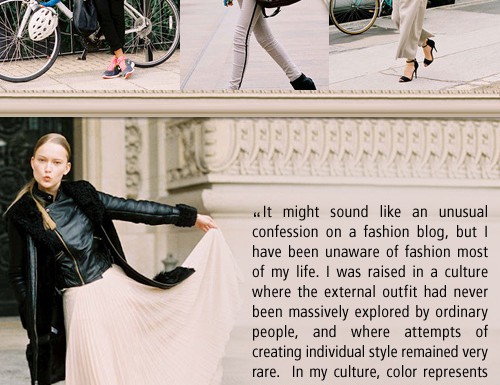 „It might sound like an unusual
confession on a fashion blog, but I
have been unaware of fashion most
of my life. I was raised in a culture
where the external outfit had never
been massively explored by ordinary
people, and where attempts of
creating individual style remained very
rare. In my culture, color represents